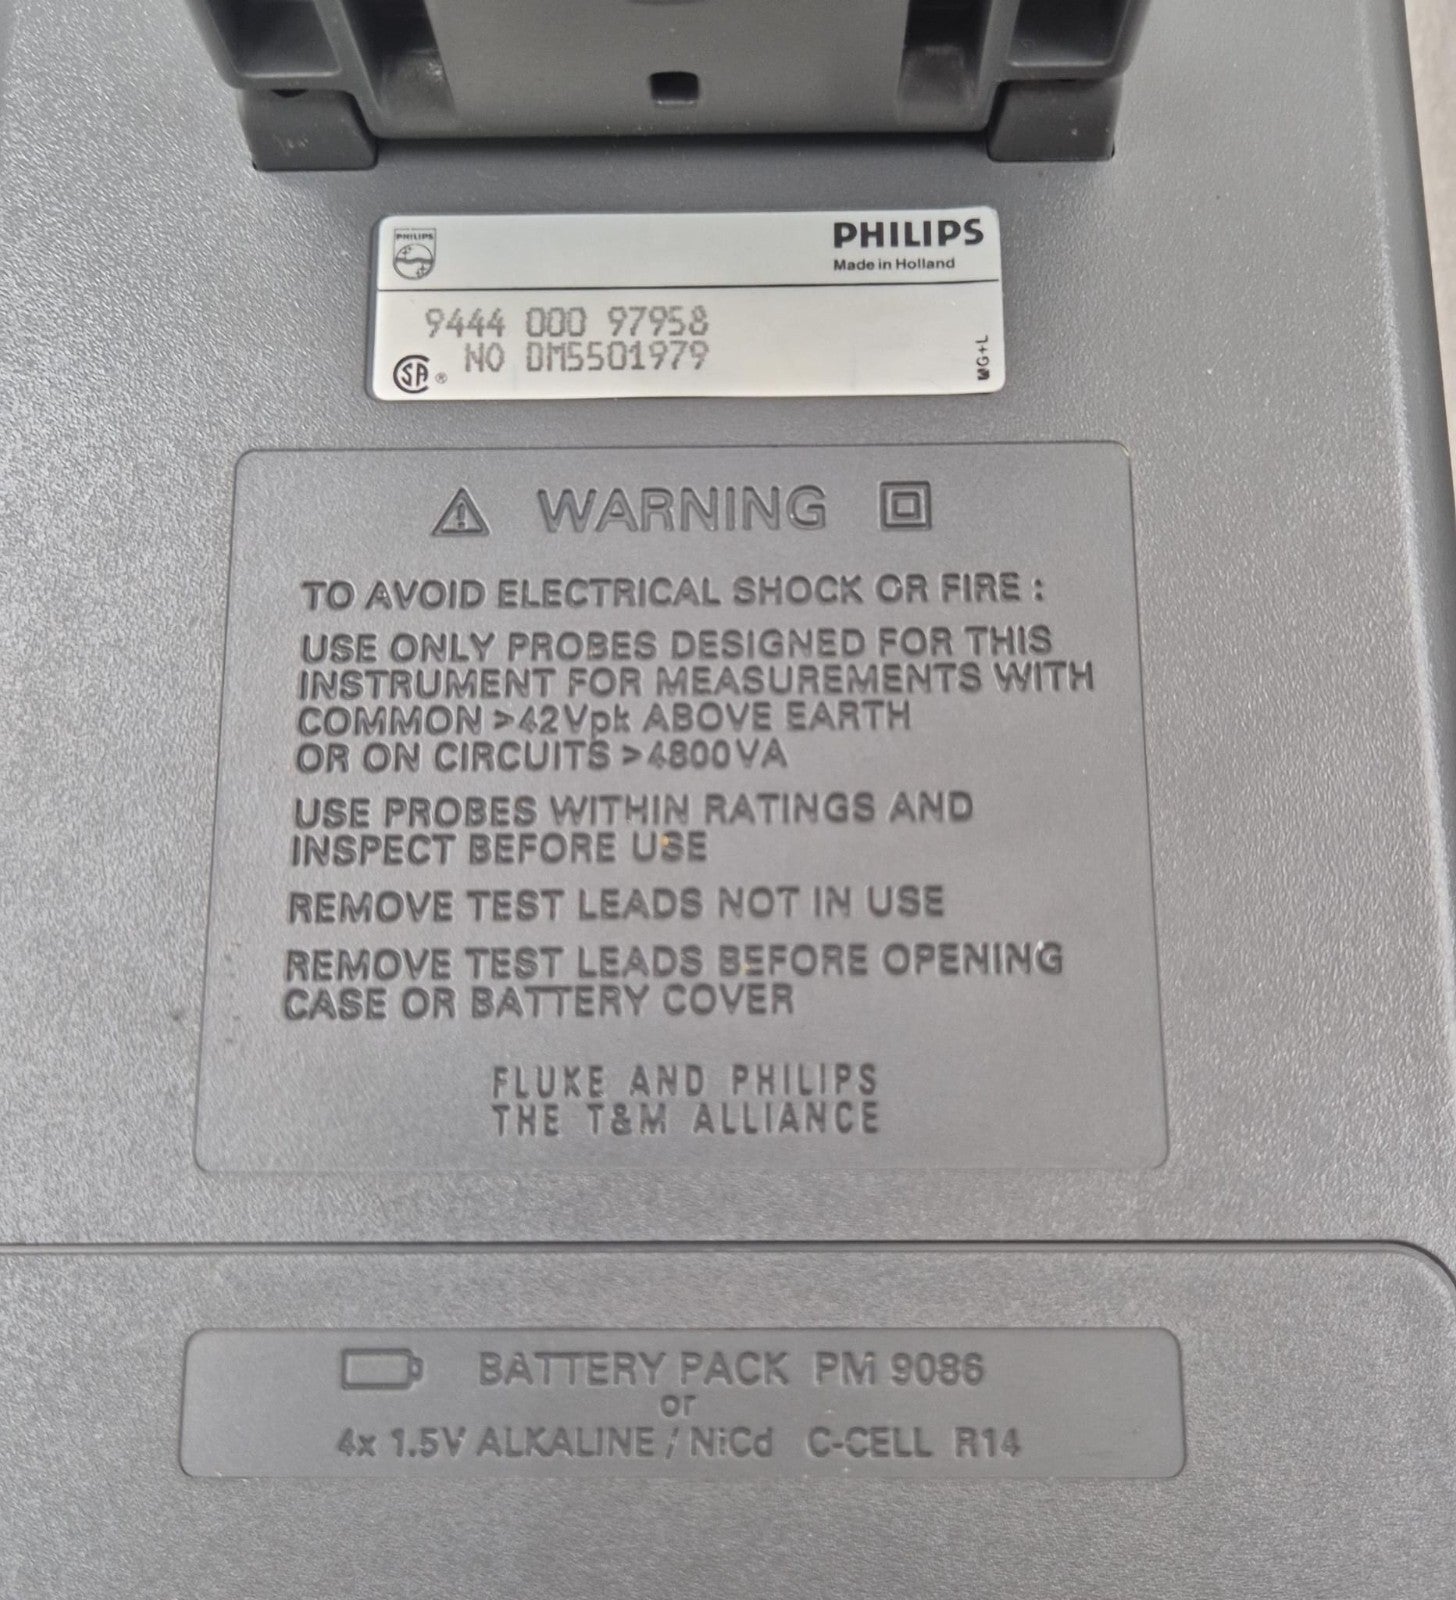 PHILIPS
PHILIPS
Made in Holland
9444 000 97958
NO DM5501979
SA ®
WG+L
WARNING
TO AVOID ELECTRICAL SHOCK OR FIRE :
USE ONLY PROBES DESIGNED FOR THIS
INSTRUMENT FOR MEASUREMENTS WITH
COMMON >42Vpk ABOVE EARTH
OR ON CIRCUITS >4800VA
USE PROBES WITHIN RATINGS AND
INSPECT BEFORE USE
REMOVE TEST LEADS NOT IN USE
REMOVE TEST LEADS BEFORE OPENING
CASE OR BATTERY COVER
FLUKE AND PHILIPS
THE T&M ALLIANCE
BATTERY PACK PM 9086
or
4x 1.5V ALKALINE / NiCd C-CELL R14